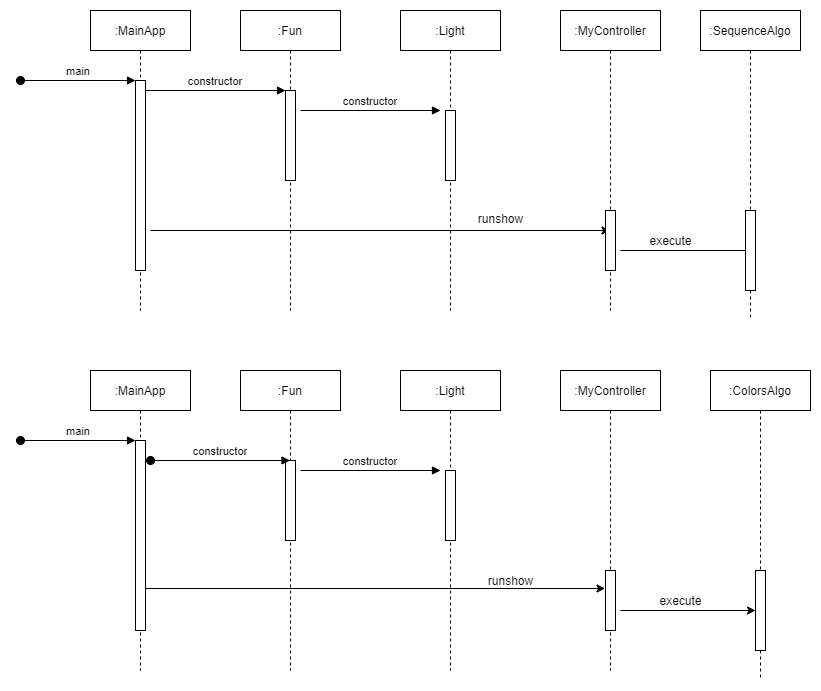 :MainApp
:Fun
:Light
:MyController
:SequenceAlgo
main
constructor
constructor
runshow
execute
:MainApp
:Fun
:Light
:MyController
:ColorsAlgo
main
constructor
constructor
runshow
execute